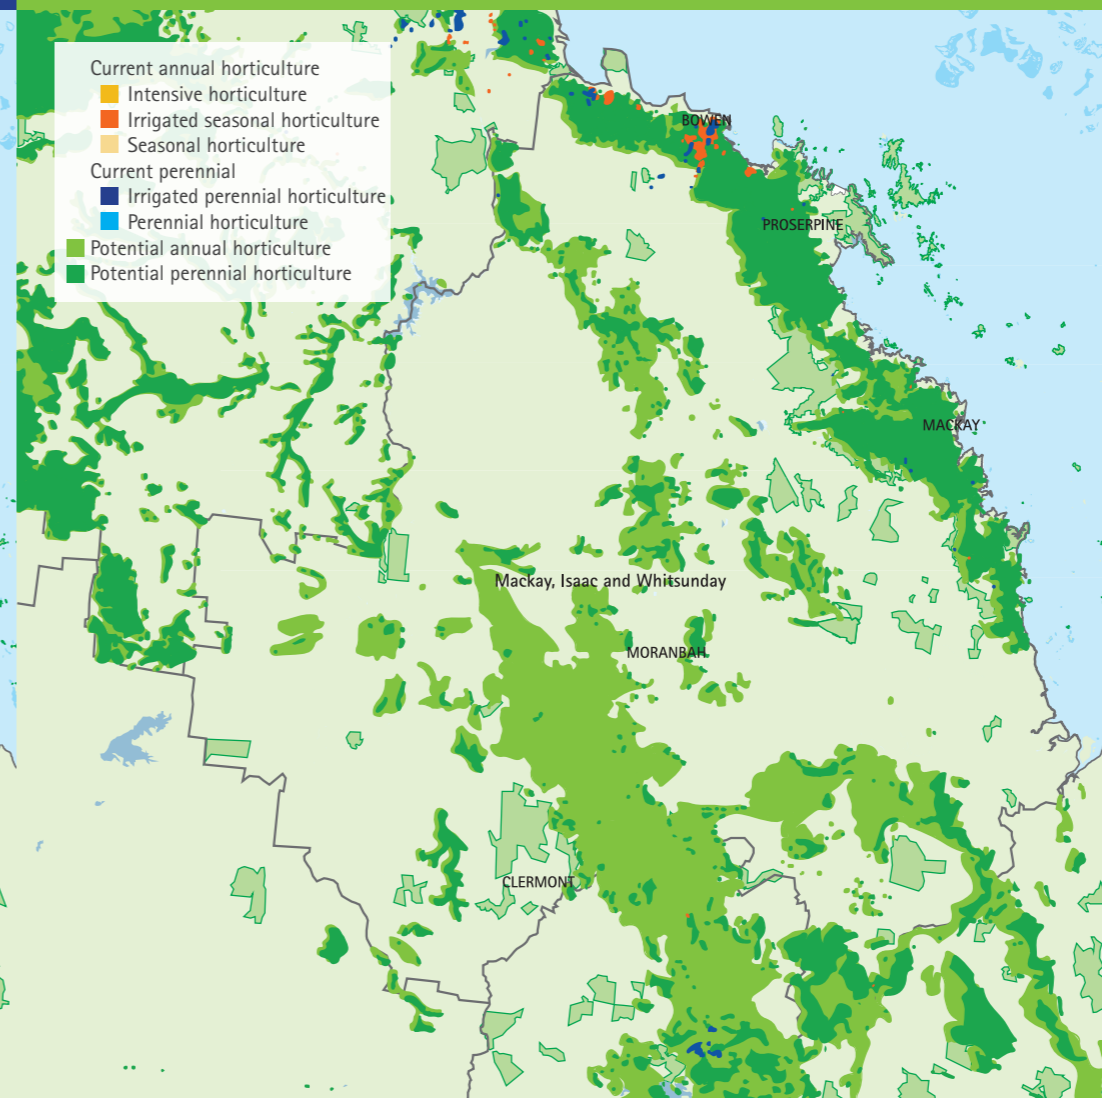 Current annual horticulture
Intensive horticulture
Irrigated seasonal horticulture
Seasonal horticulture
Current perennial
Irrigated perennial horticulture
Perennial horticulture
Potential annual horticulture
Potential perennial horticulture
BOWEN
PROSERPINE
MACKAY
Mackay, Isaac and Whitsunday
MORANBAH
CLERMONT